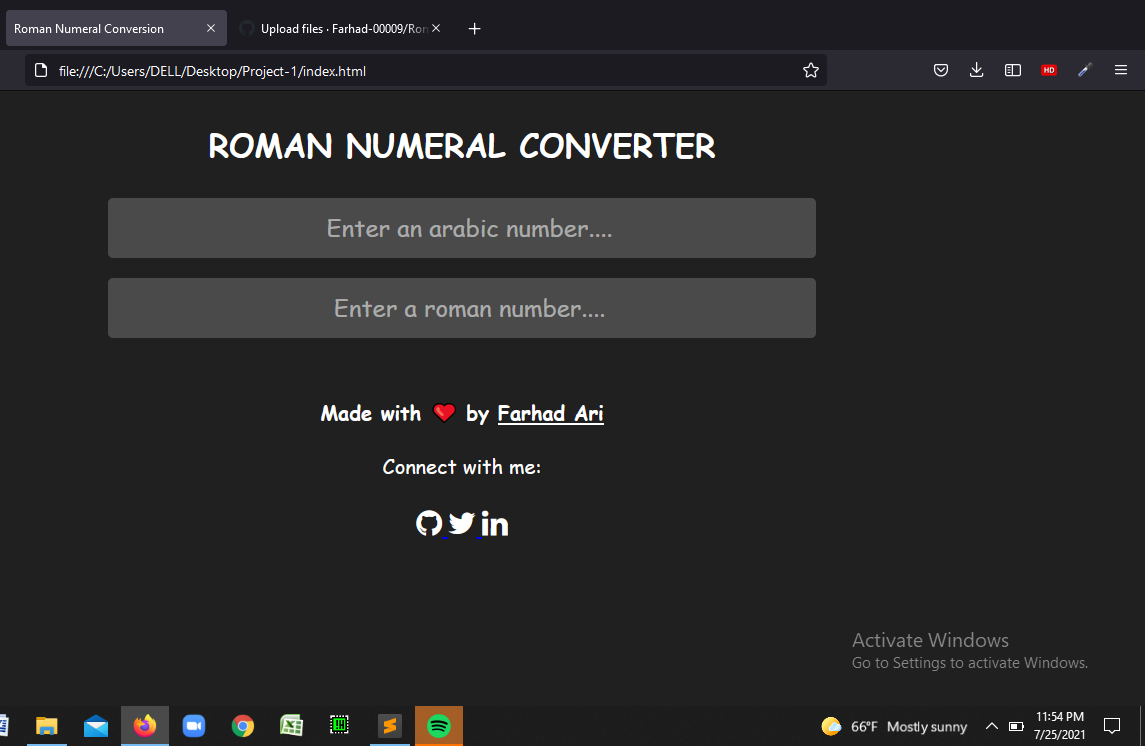 Roman Numeral Conversion
Upload files · Farhad-00009/Rom
file:///C:/Users/DELL/Desktop/Project-1/index.html
HD
ROMAN NUMERAL CONVERTER
Enter an arabic number....
Enter a roman number....
Made with ❤ by Farhad Ari
Connect with me:
in
Activate Windows
Go to Settings to activate Windows.
66°F Mostly sunny
11:54 PM
7/25/2021